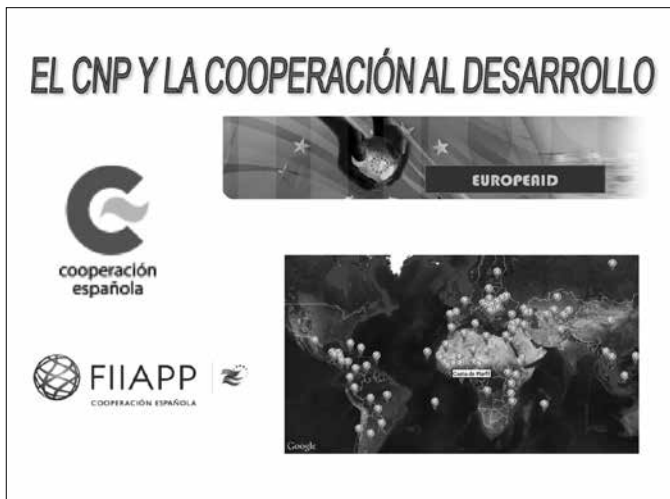 EL CNP Y LA COOPERACIÓN AL DESARROLLO
EUROPEAID
cooperación
española
FIIAPP
COOPERACIÓN ESPAÑOLA
Costa de Marfil
Google